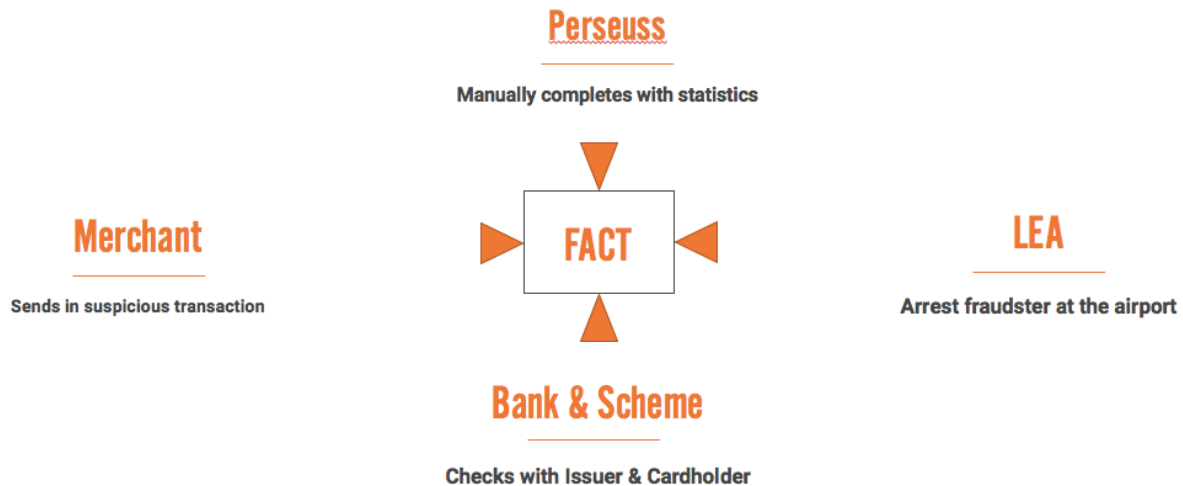 Perseuss
Manually completes with statistics
Merchant
Sends in suspicious transaction
FACT
LEA
Arrest fraudster at the airport
Bank & Scheme
Checks with Issuer & Cardholder